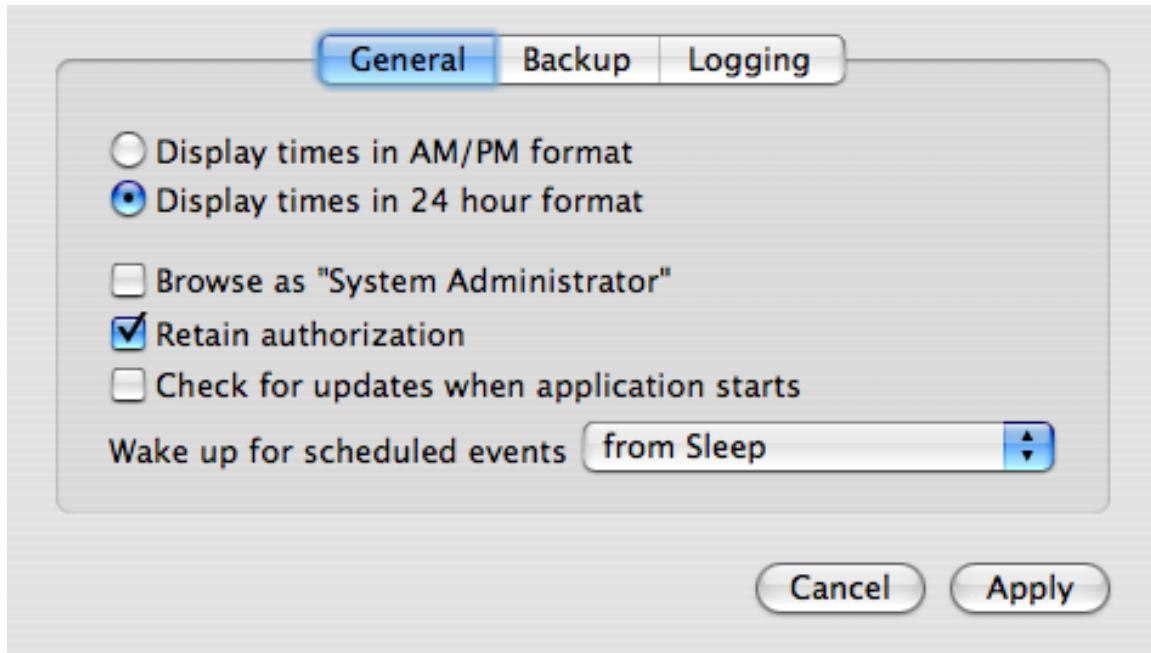 General Backup Logging
Display times in AM/PM format
Display times in 24 hour format
Browse as "System Administrator"
Retain authorization
Check for updates when application starts
Wake up for scheduled events from Sleep
Cancel Apply